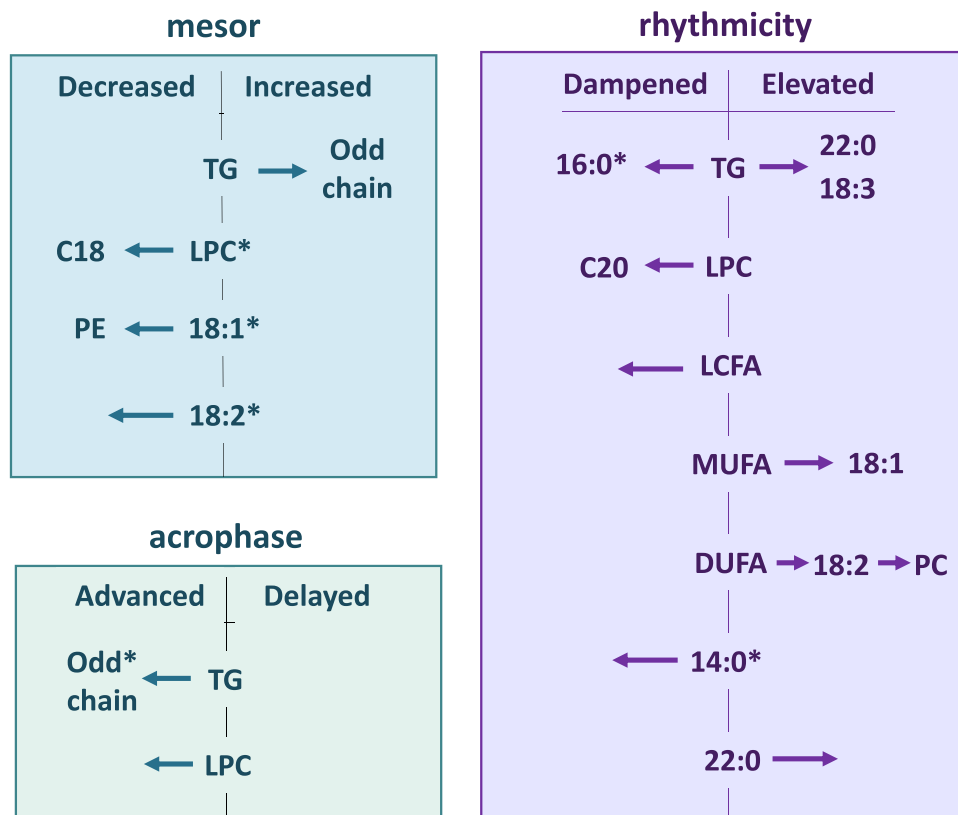 mesor
Decreased Increased
TG Odd
chain
C18 LPC*
PE 18:1*
18:2*
acrophase
Advanced Delayed
Odd*
chain TG
LPC
rhythmicity
Dampened Elevated
16:0* TG 22:0
18:3
C20 LPC
LCFA
MUFA 18:1
DUFA 18:2 PC
14:0*
22:0